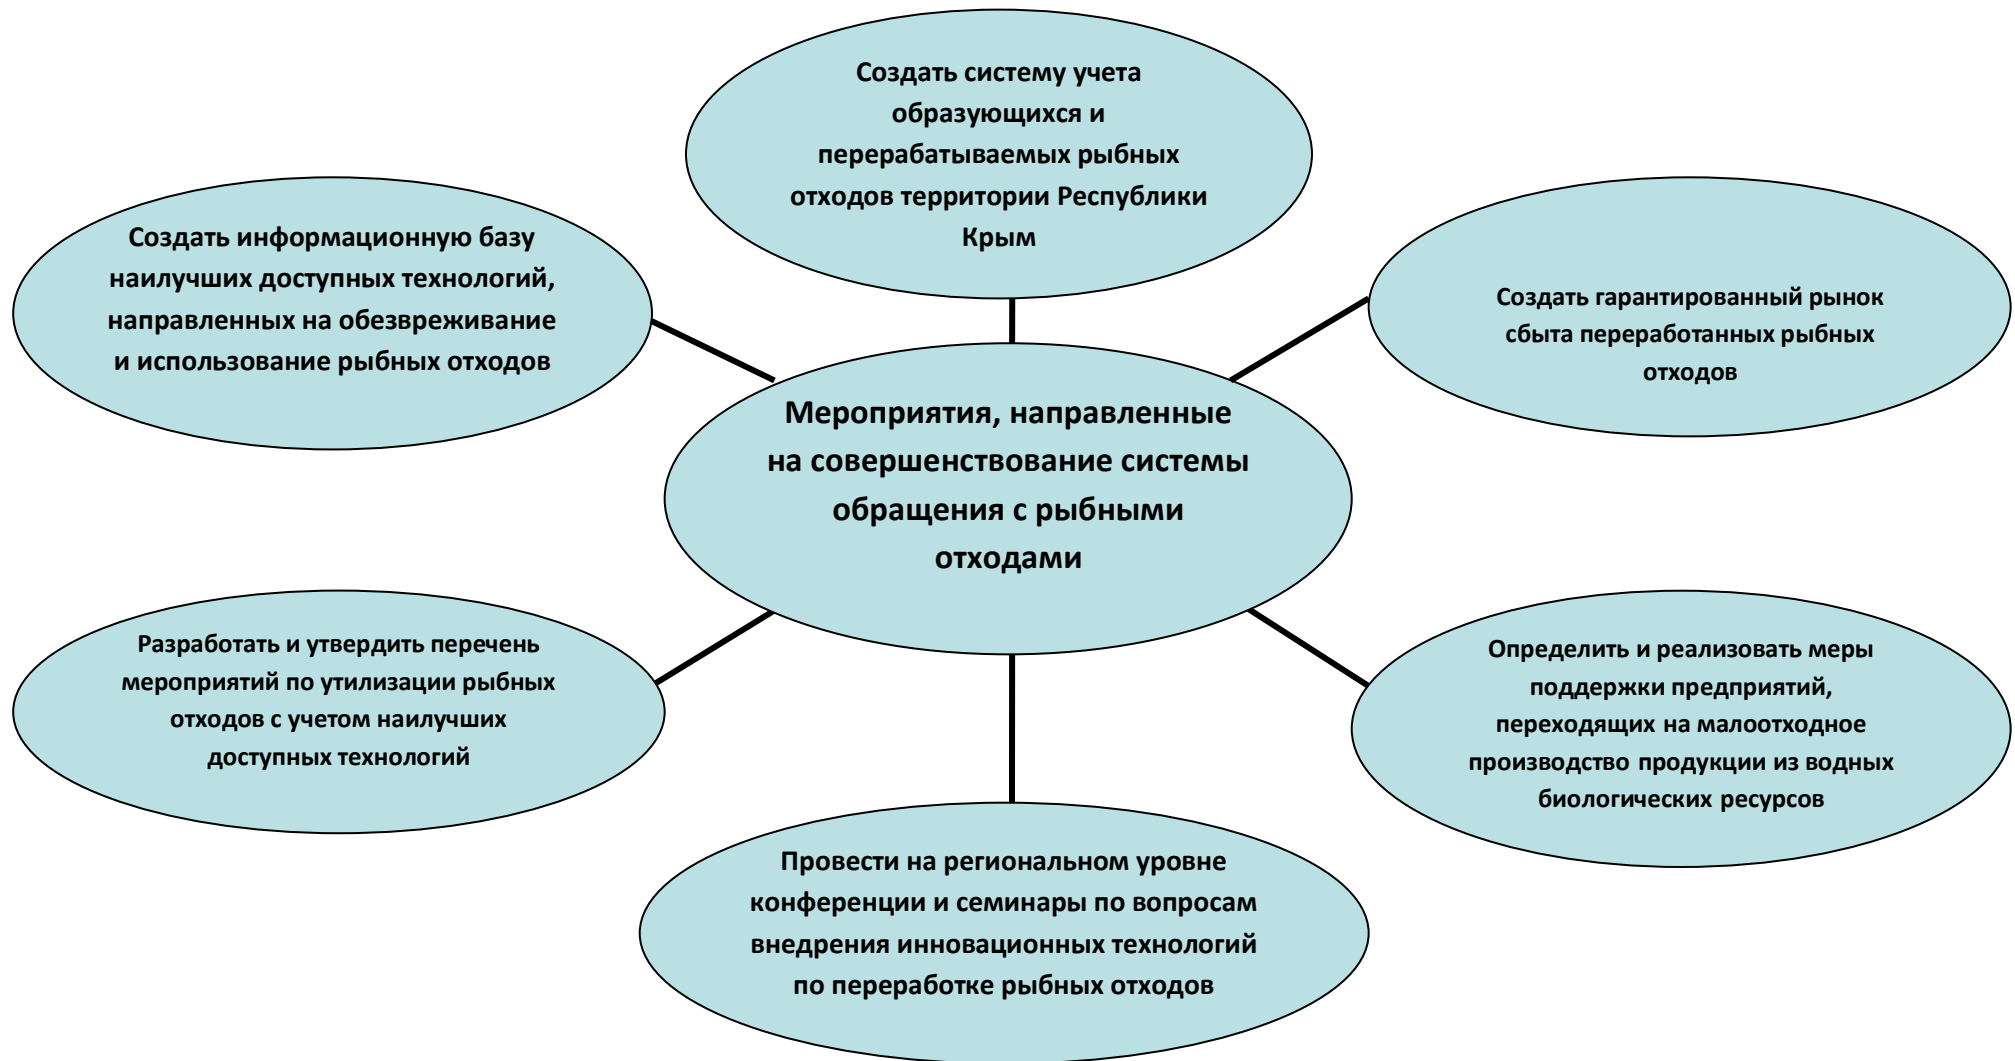 Создать систему учета
образующихся и
перерабатываемых рыбных
отходов территории Республики
Крым
Создать информационную базу
наилучших доступных технологий,
направленных на обезвреживание
и использование рыбных отходов
Создать гарантированный рынок
сбыта переработанных рыбных
отходов
Мероприятия, направленные
на совершенствование системы
обращения с рыбными
отходами
Разработать и утвердить перечень
мероприятий по утилизации рыбных
отходов с учетом наилучших
доступных технологий
Определить и реализовать меры
поддержки предприятий,
переходящих на малоотходное
производство продукции из водных
биологических ресурсов
Провести на региональном уровне
конференции и семинары по вопросам
внедрения инновационных технологий
по переработке рыбных отходов